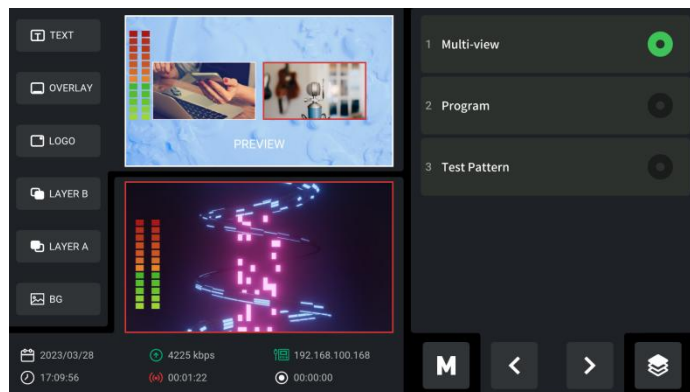 TEXT
OVERLAY
LOGO
LAYER B
LAYER A
BG
PREVIEW
2023/03/28
4225 kbps
192.168.100.168
17:09:56
00:01:22
00:00:00
1 Multi-view
2 Program
3 Test Pattern
M